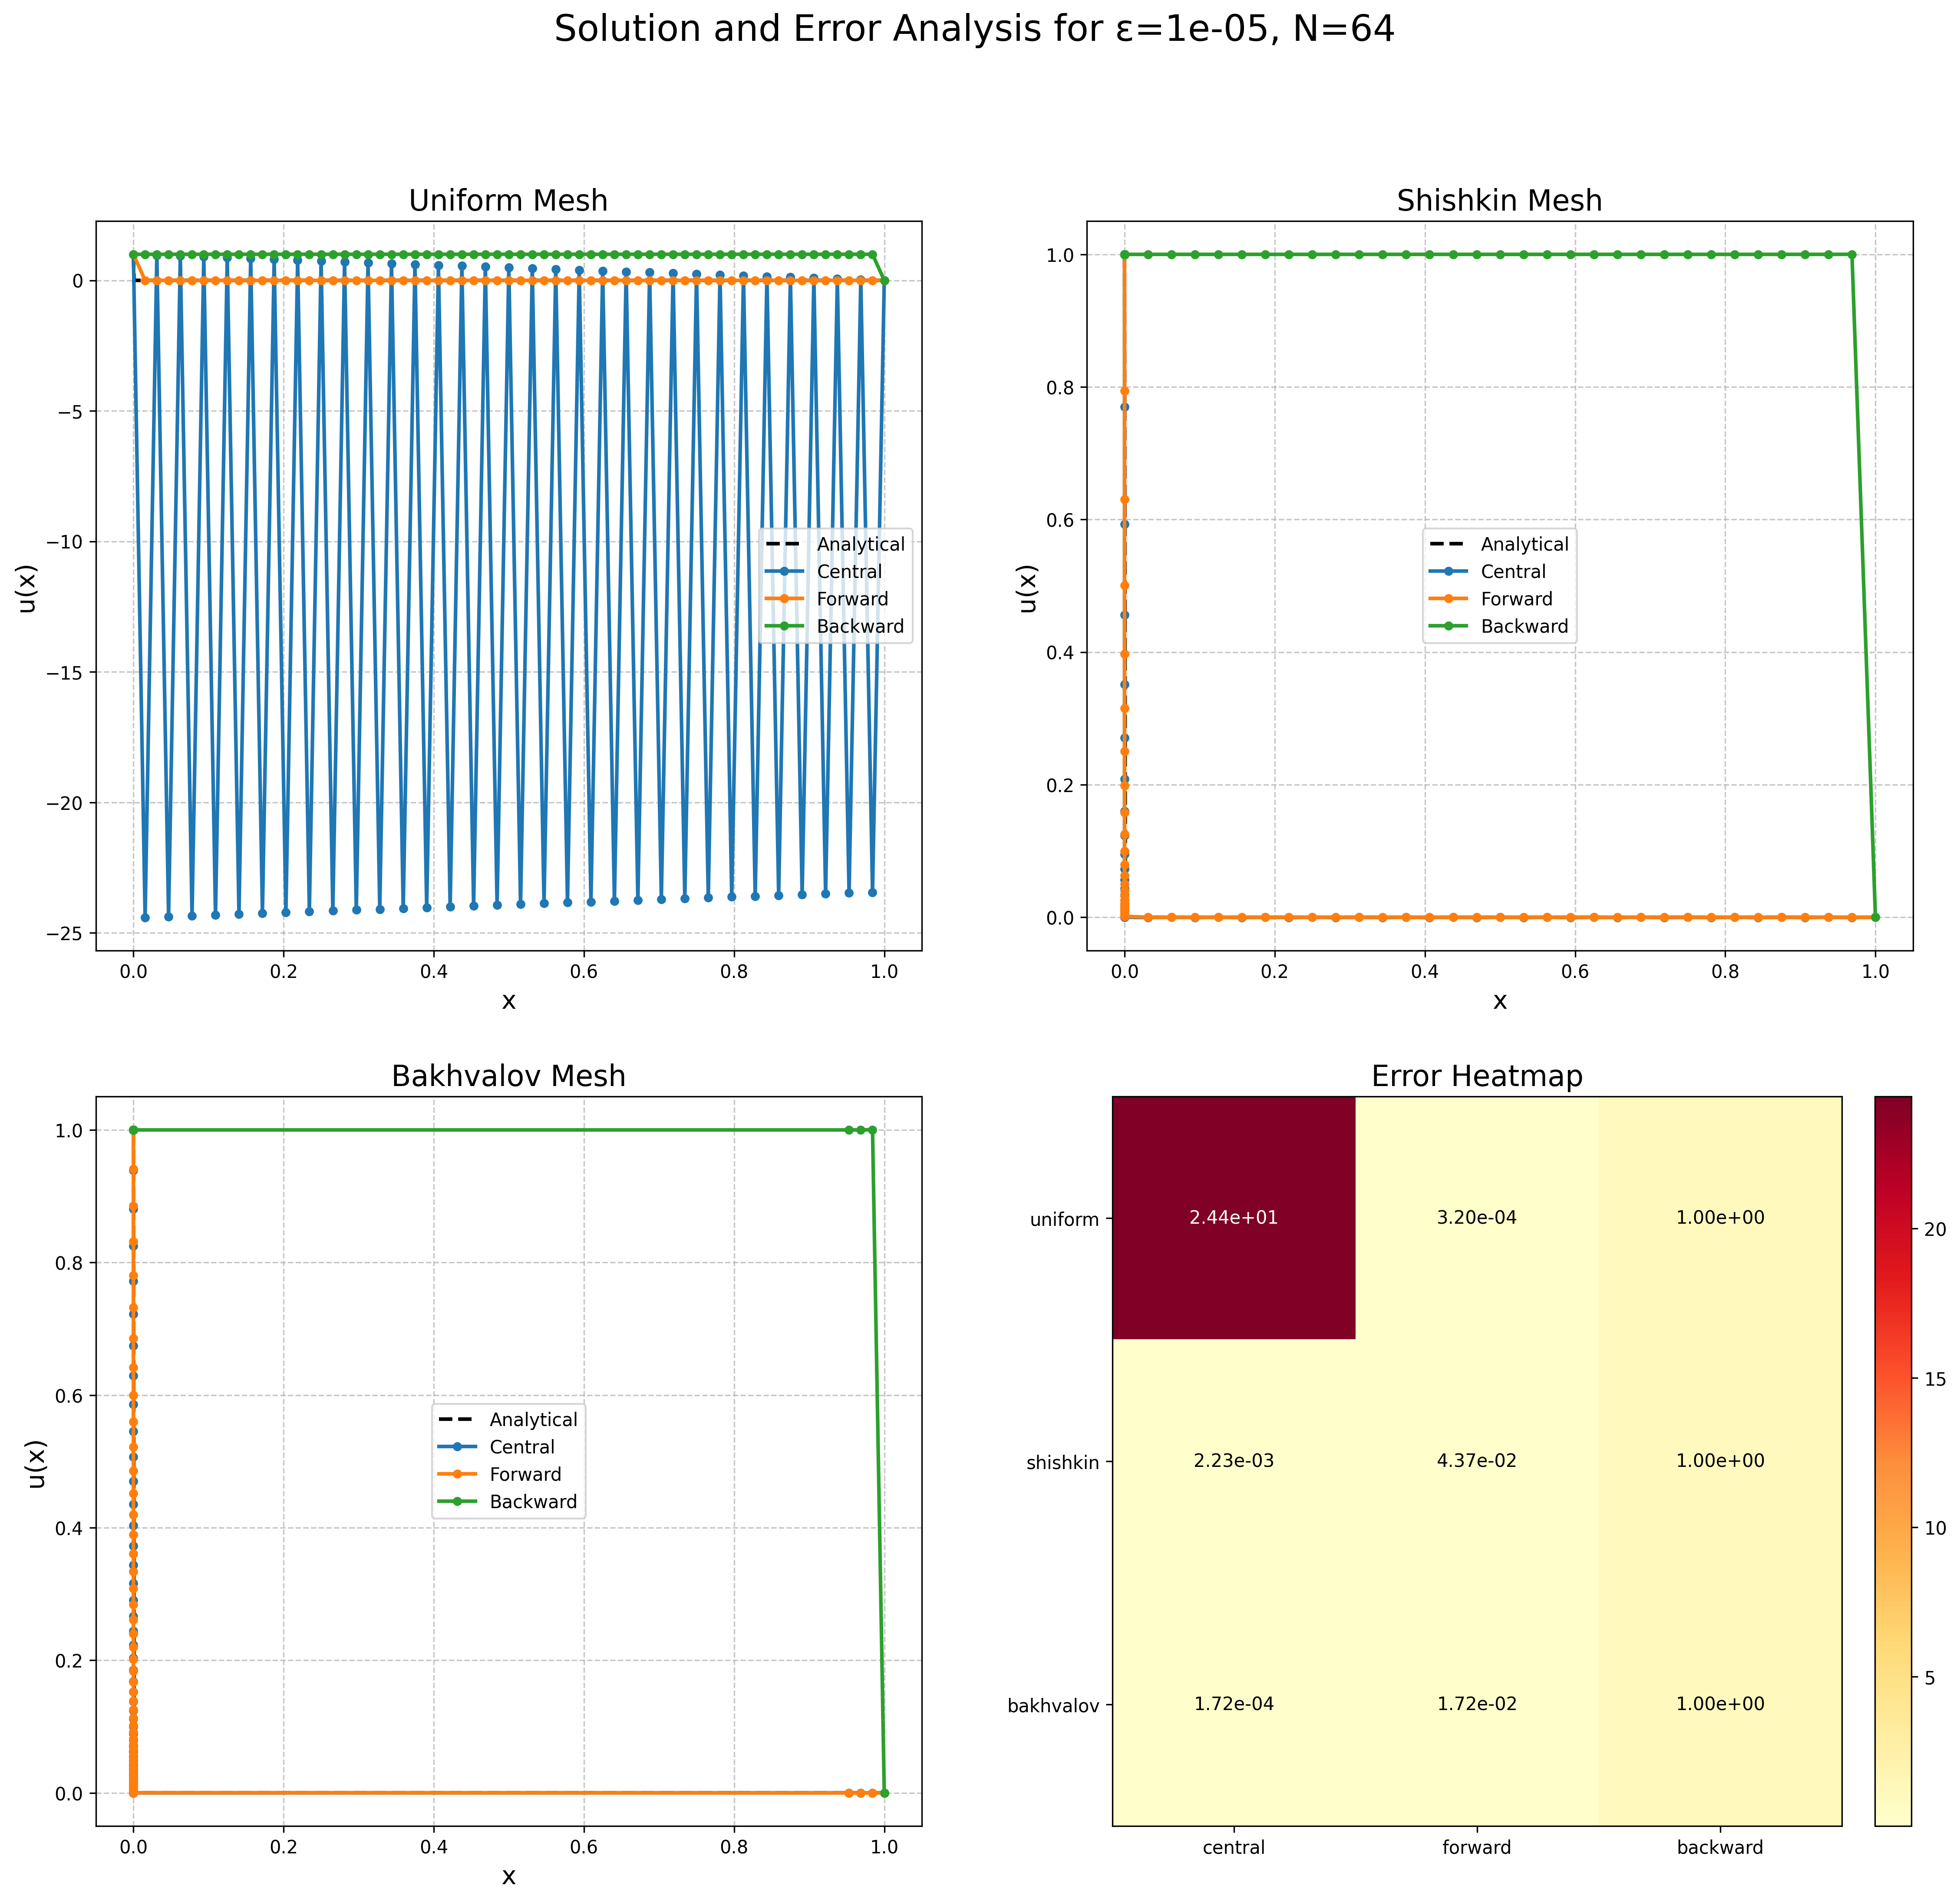 Solution and Error Analysis for ε=1e-05, N=64
Uniform Mesh
u(x)
0
−5
−10
−15
−20
−25
0.0 0.2 0.4 0.6 0.8 1.0
x
Analytical
Central
Forward
Backward
Shishkin Mesh
u(x)
1.0
0.8
0.6
0.4
0.2
0.0
0.0 0.2 0.4 0.6 0.8 1.0
x
Analytical
Central
Forward
Backward
Bakhvalov Mesh
u(x)
1.0
0.8
0.6
0.4
0.2
0.0
0.0 0.2 0.4 0.6 0.8 1.0
x
Analytical
Central
Forward
Backward
Error Heatmap
uniform 2.44e+01 3.20e-04 1.00e+00
shishkin 2.23e-03 4.37e-02 1.00e+00
bakhvalov 1.72e-04 1.72e-02 1.00e+00
central forward backward
20
15
10
5